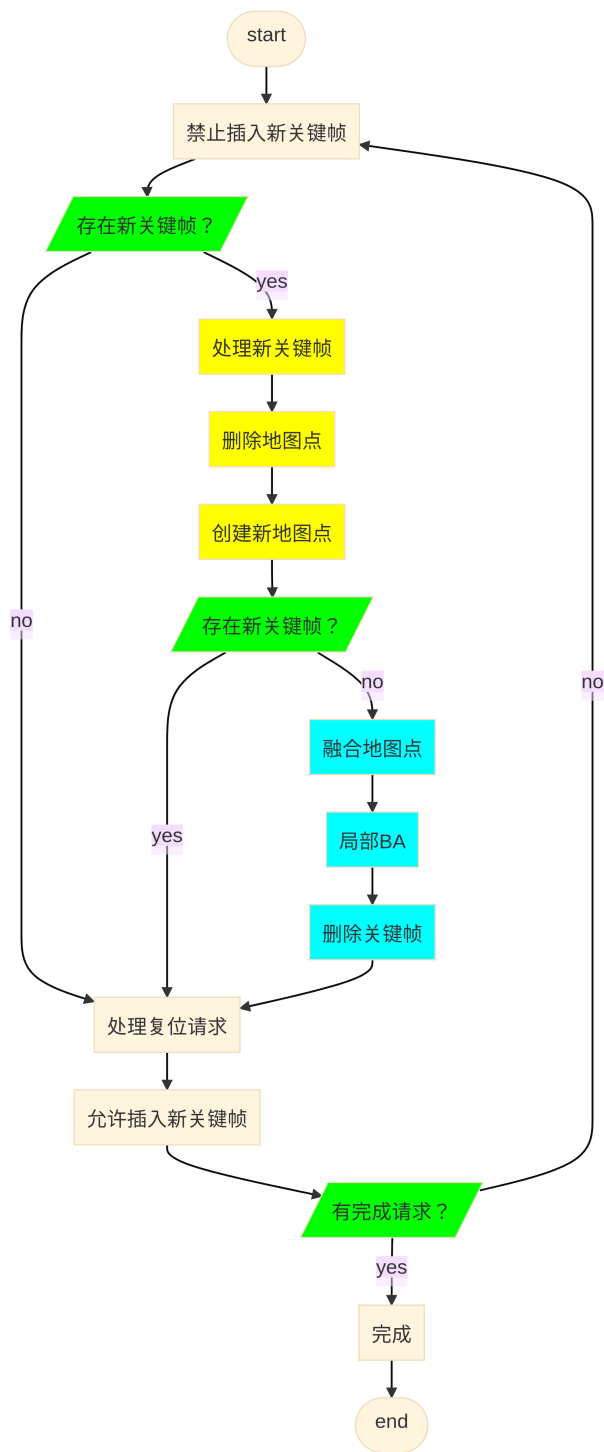 start
禁止插入新关键帧
存在新关键帧？
yes
处理新关键帧
删除地图点
创建新地图点
存在新关键帧？
no
no
no
融合地图点
yes
局部BA
删除关键帧
处理复位请求
允许插入新关键帧
有完成请求？
yes
完成
end